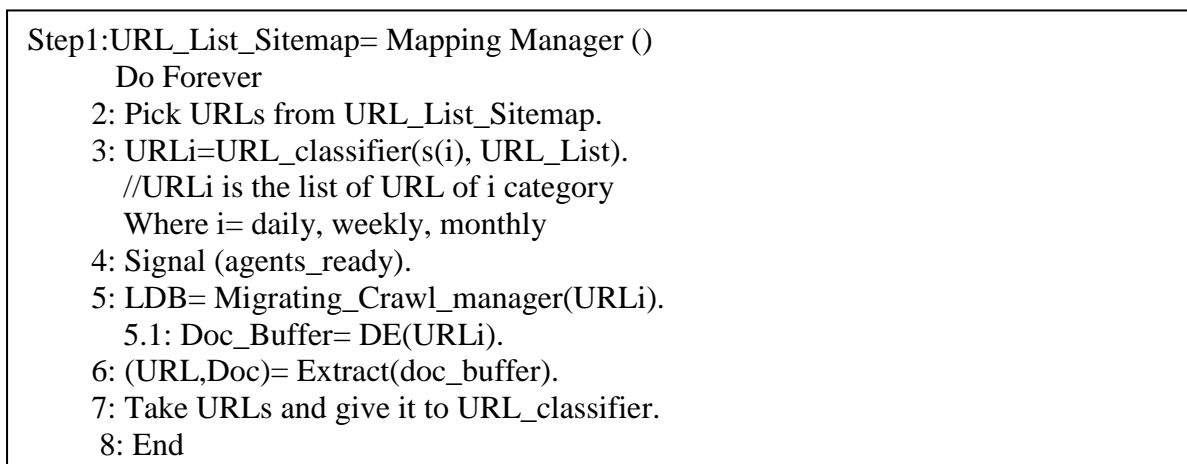 Step1:URL_List_Sitemap= Mapping Manager ()
Do Forever
2: Pick URLs from URL_List_Sitemap.
3: URLi=URL_classifier(s(i), URL_List).
//URLi is the list of URL of i category
Where i= daily, weekly, monthly
4: Signal (agents_ready).
5: LDB= Migrating_Crawl_manager(URLi).
5.1: Doc_Buffer= DE(URLi).
6: (URL,Doc)= Extract(doc_buffer).
7: Take URLs and give it to URL_classifier.
8: End